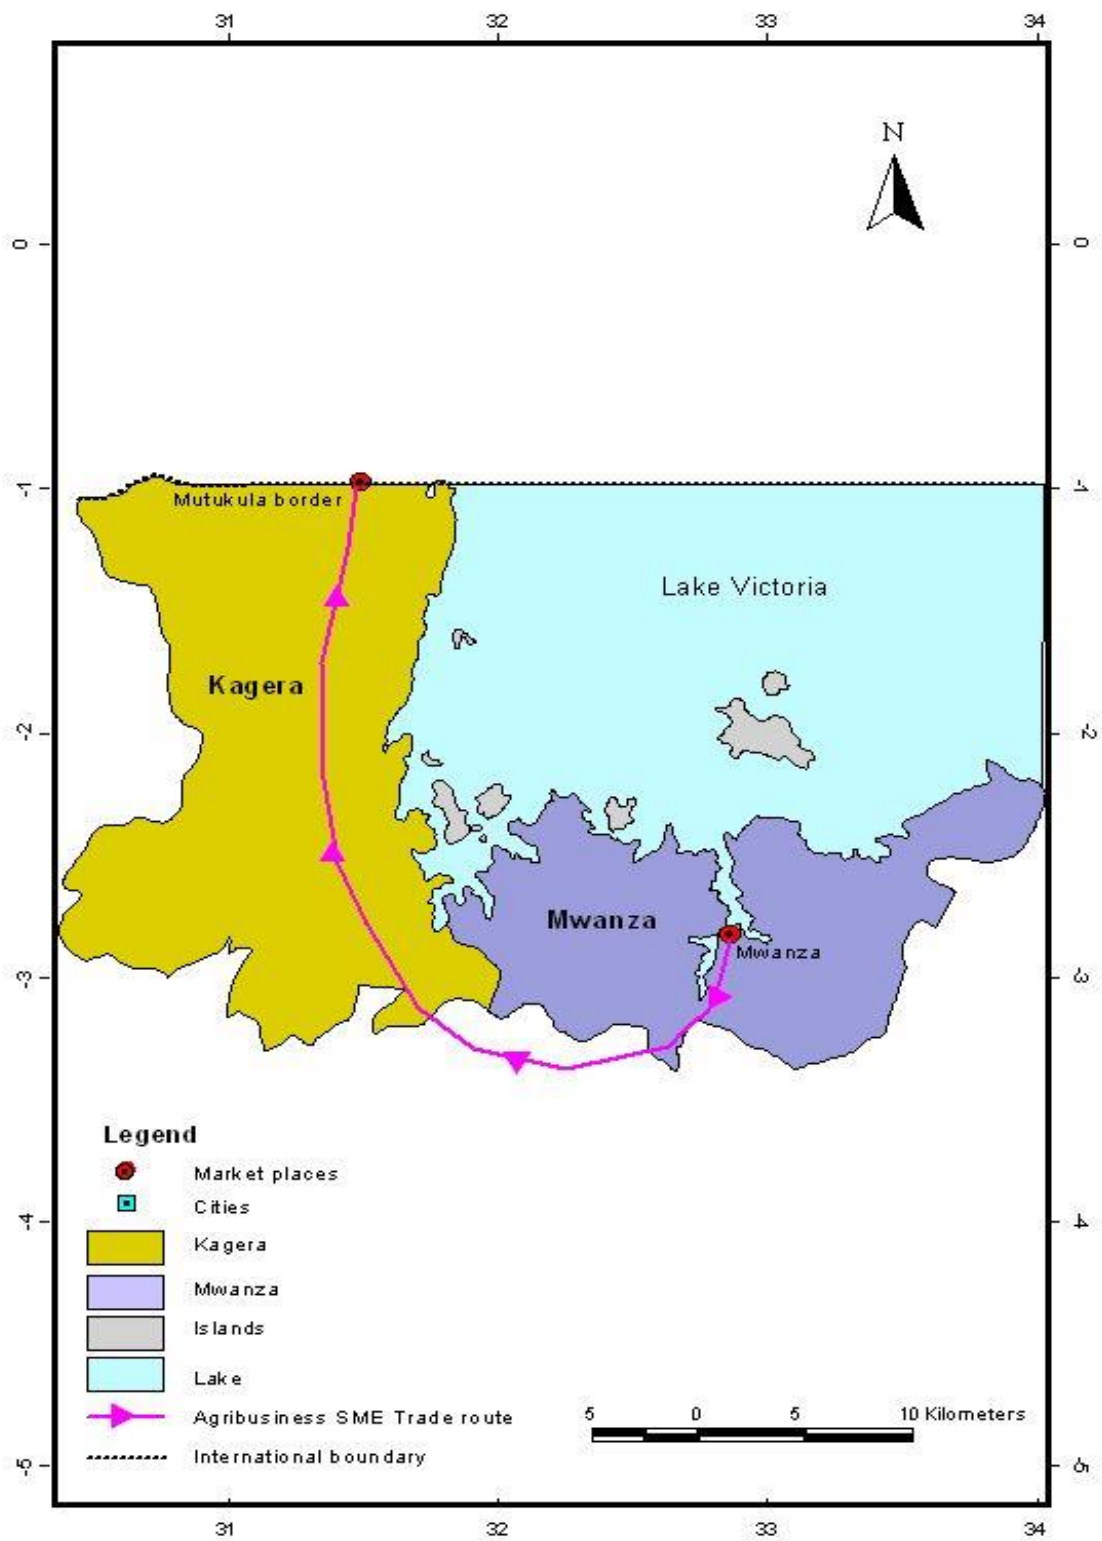 31 32 33 34
N
0 0
Mutukula border
-1 -1
Lake Victoria
Kagera
-2 -2
Mwanza
Mwanza
-3 -3
Legend
Market places
Cities
-4 -4
Kagera
Mwanza
Islands
Lake
Agribusiness SME Trade route
5 0 5 10 Kilometers
International boundary
-5 -5
31 32 33 34